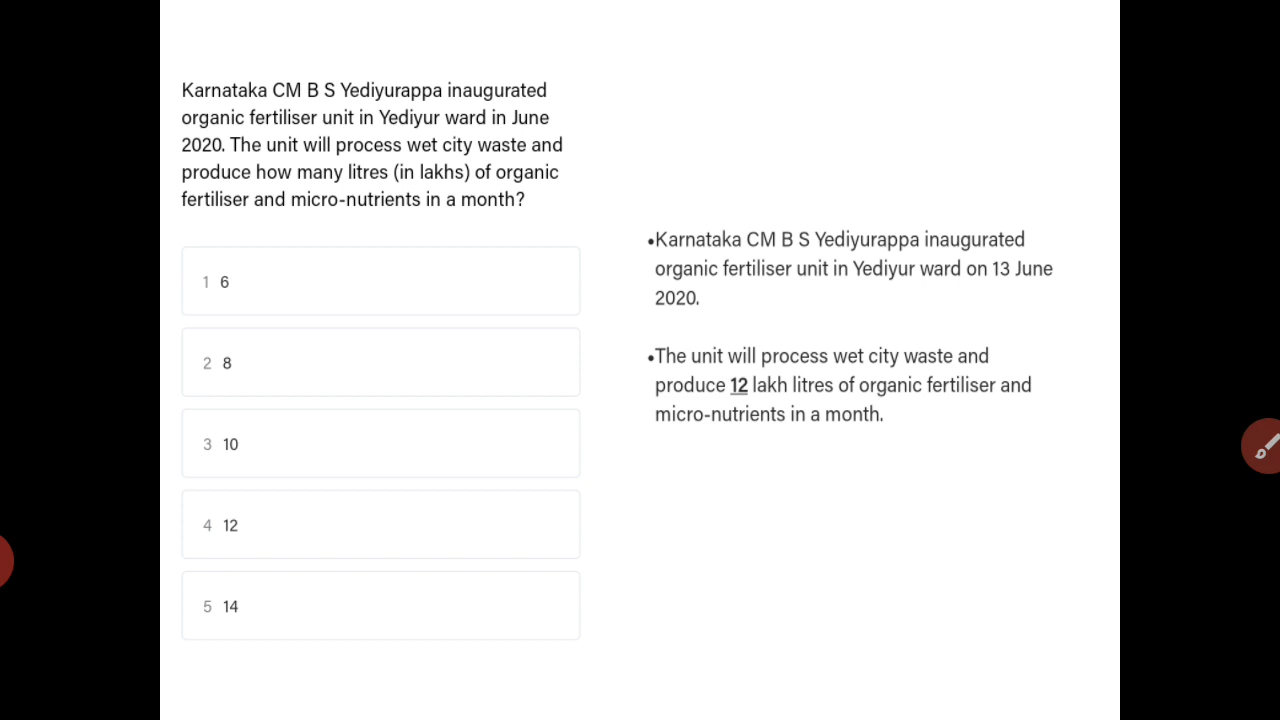 Karnataka CM B S Yediyurappa inaugurated
organic fertiliser unit in Yediyur ward in June
2020. The unit will process wet city waste and
produce how many litres (in lakhs) of organic
fertiliser and micro-nutrients in a month?
1 6
2 8
3 10
4 12
5 14
•Karnataka CM B S Yediyurappa inaugurated
organic fertiliser unit in Yediyur ward on 13 June
2020.
•The unit will process wet city waste and
produce 12 lakh litres of organic fertiliser and
micro-nutrients in a month.